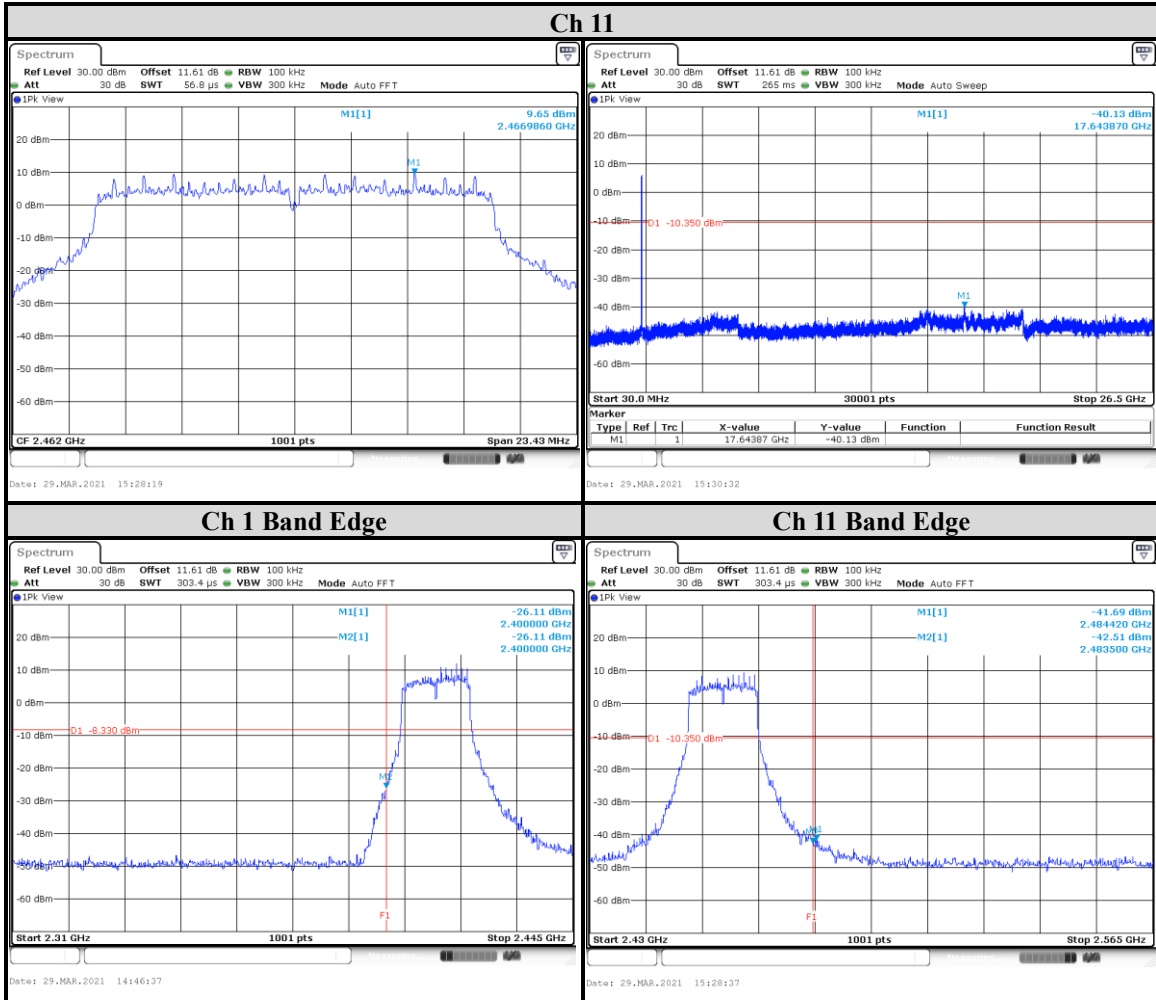 Ch 11
Spectrum
Ref Level 30.00 dBm Offset 11.61 dB RBW 100 kHz
Att 30 dB SWT 56.8 µs VBW 300 kHz Mode Auto FFT
1Pk View
M1[1] 9.65 dBm
2.4669860 GHz
20 dBm
M1
10 dBm
0 dBm
-10 dBm
-20 dBm
-30 dBm
-40 dBm
-50 dBm
-60 dBm
CF 2.462 GHz 1001 pts Span 23.43 MHz
Date: 29.MAR.2021 15:28:19
Spectrum
Ref Level 30.00 dBm Offset 11.61 dB RBW 100 kHz
Att 30 dB SWT 265 ms VBW 300 kHz Mode Auto Sweep
1Pk View
M1[1] -40.13 dBm
17.643870 GHz
20 dBm
10 dBm
0 dBm
-10 dBm
D1 -10.350 dBm
-20 dBm
-30 dBm
M1
-40 dBm
-50 dBm
-60 dBm
Start 30.0 MHz 30001 pts Stop 26.5 GHz
Marker
Type Ref Trc X-value Y-value Function Function Result
M1 1 17.64387 GHz -40.13 dBm
Date: 29.MAR.2021 15:30:32
Ch 1 Band Edge
Spectrum
Ref Level 30.00 dBm Offset 11.61 dB RBW 100 kHz
Att 30 dB SWT 303.4 µs VBW 300 kHz Mode Auto FFT
1Pk View
M1[1] -26.11 dBm
2.400000 GHz
M2[1] -26.11 dBm
2.400000 GHz
20 dBm
10 dBm
0 dBm
D1 -8.330 dBm
-10 dBm
-20 dBm
-30 dBm
-40 dBm
-50 dBm
-60 dBm
F1
Start 2.31 GHz 1001 pts Stop 2.445 GHz
Date: 29.MAR.2021 14:46:37
Ch 11 Band Edge
Spectrum
Ref Level 30.00 dBm Offset 11.61 dB RBW 100 kHz
Att 30 dB SWT 303.4 µs VBW 300 kHz Mode Auto FFT
1Pk View
M1[1] -41.69 dBm
2.484420 GHz
M2[1] -42.51 dBm
2.483500 GHz
20 dBm
10 dBm
0 dBm
-10 dBm
D1 -10.350 dBm
-20 dBm
-30 dBm
-40 dBm
-50 dBm
-60 dBm
F1
Start 2.43 GHz 1001 pts Stop 2.565 GHz
Date: 29.MAR.2021 15:28:37